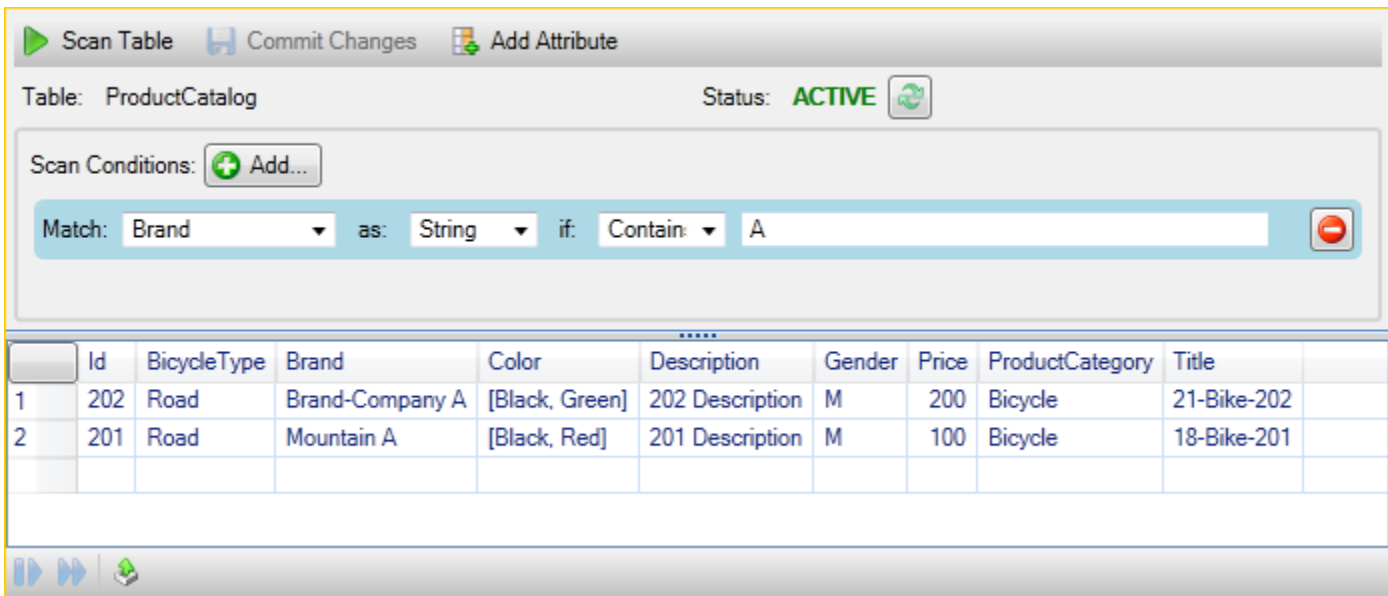 Scan Table Commit Changes Add Attribute
Table: ProductCatalog Status: ACTIVE
Scan Conditions: Add...
Match: Brand as: String if: Contain A
Id BicycleType Brand Color Description Gender Price ProductCategory Title
1 202 Road Brand-Company A [Black, Green] 202 Description M 200 Bicycle 21-Bike-202
2 201 Road Mountain A [Black, Red] 201 Description M 100 Bicycle 18-Bike-201